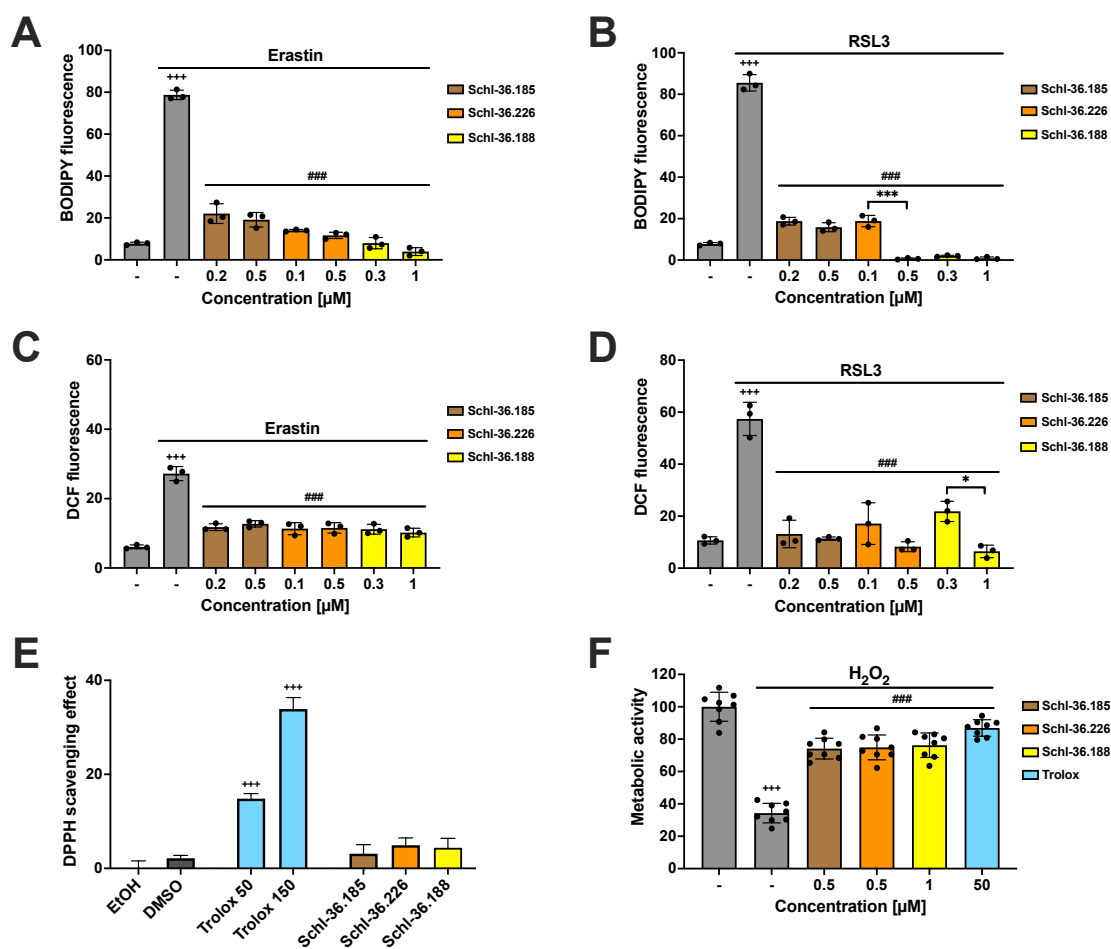 A
Erastin
BODIPY fluorescence
100
80
60
40
20
0
+++
###
- - 0.2 0.5 0.1 0.5 0.3 1
Concentration [µM]
Schl-36.185
Schl-36.226
Schl-36.188
B
RSL3
BODIPY fluorescence
100
80
60
40
20
0
+++
###
***
- - 0.2 0.5 0.1 0.5 0.3 1
Concentration [µM]
Schl-36.185
Schl-36.226
Schl-36.188
C
Erastin
DCF fluorescence
60
40
20
0
+++
###
- - 0.2 0.5 0.1 0.5 0.3 1
Concentration [µM]
Schl-36.185
Schl-36.226
Schl-36.188
D
RSL3
DCF fluorescence
80
60
40
20
0
+++
###
*
- - 0.2 0.5 0.1 0.5 0.3 1
Concentration [µM]
Schl-36.185
Schl-36.226
Schl-36.188
E
DPPH scavenging effect
40
20
0
+++
+++
EtOH
DMSO
Trolox 50
Trolox 150
Schl-36.185
Schl-36.226
Schl-36.188
F
H₂O₂
Metabolic activity
120
100
80
60
40
20
0
+++
###
- - 0.5 0.5 1 50
Concentration [µM]
Schl-36.185
Schl-36.226
Schl-36.188
Trolox